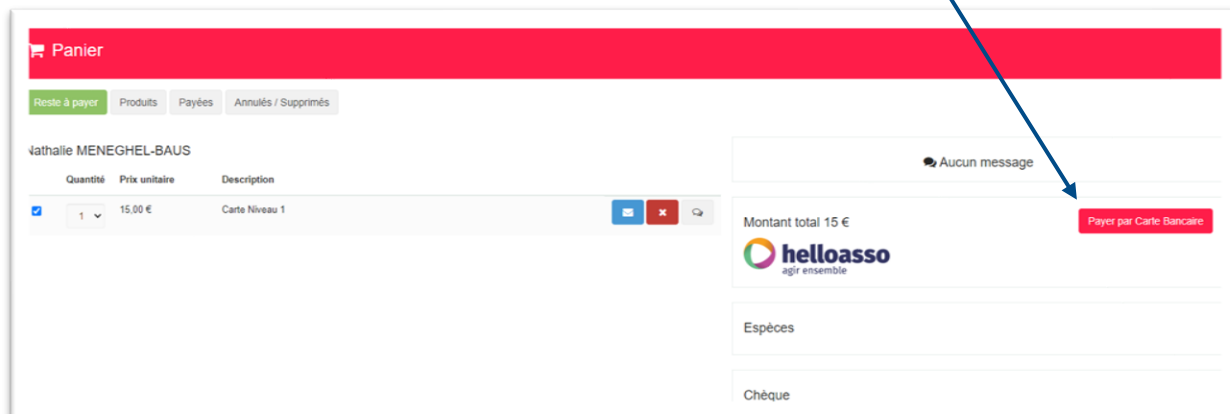 Panier
Reste à payer Produits Payées Annulés / Supprimés
Nathalie MENEGHEL-BAUS
Quantité Prix unitaire Description
1 15,00 € Carte Niveau 1
Aucun message
Montant total 15 € Payer par Carte Bancaire
helloasso
agir ensemble
Espèces
Chèque